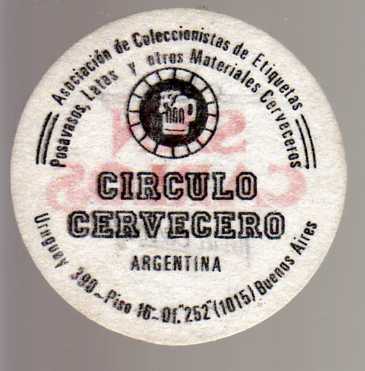 Asociación de Coleccionistas de Etiquetas
Posavasos, Latas y otros Materiales Cerveceros
CIRCULO
CERVECERO
ARGENTINA
Uruguay 390 - Piso 16 - Of. "252" (1015) Buenos Aires